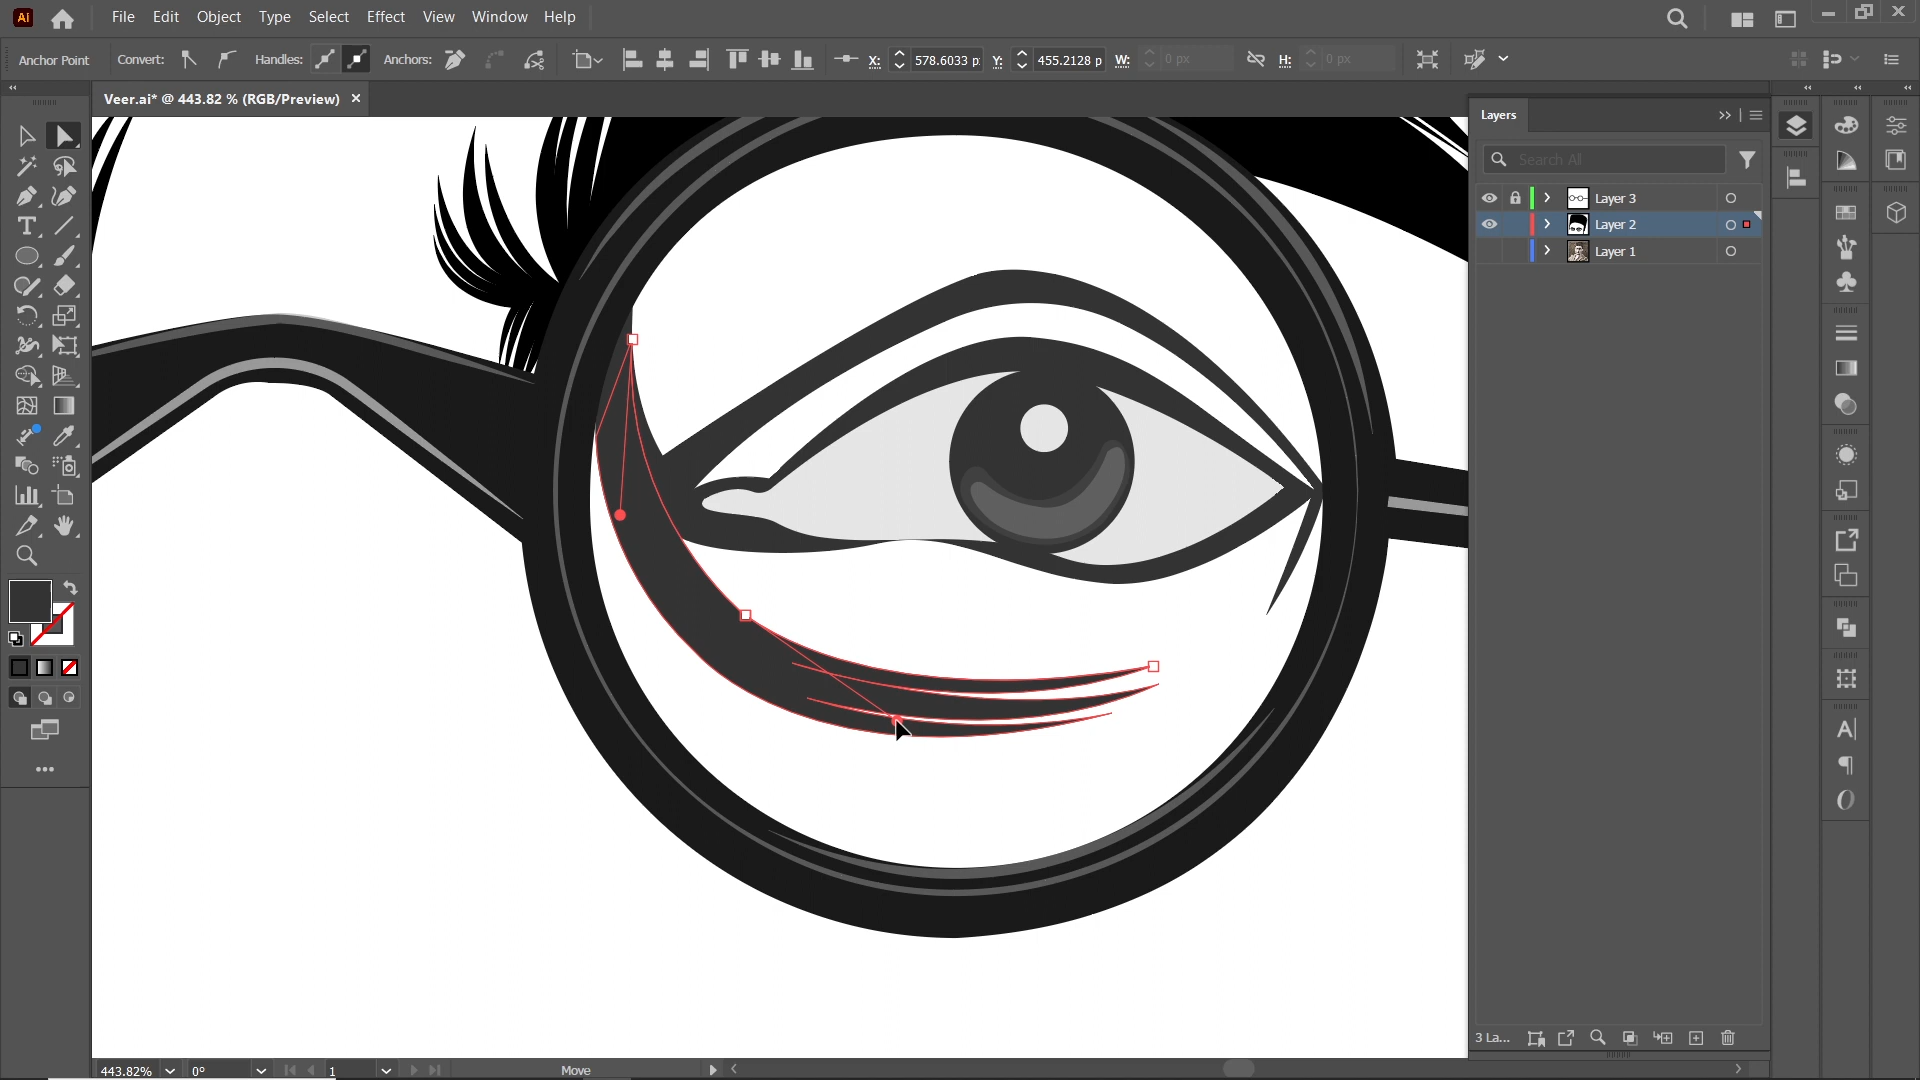 Ai File Edit Object Type Select Effect View Window Help
Anchor Point Convert: Handles: Anchors: X: 578.6033 p Y: 455.2128 p W: 0 px H: 0 px
Veer.ai* @ 443.82 % (RGB/Preview)
Layers
Search All
Layer 3
Layer 2
Layer 1
3 La...
443.82% 0° 1 Move